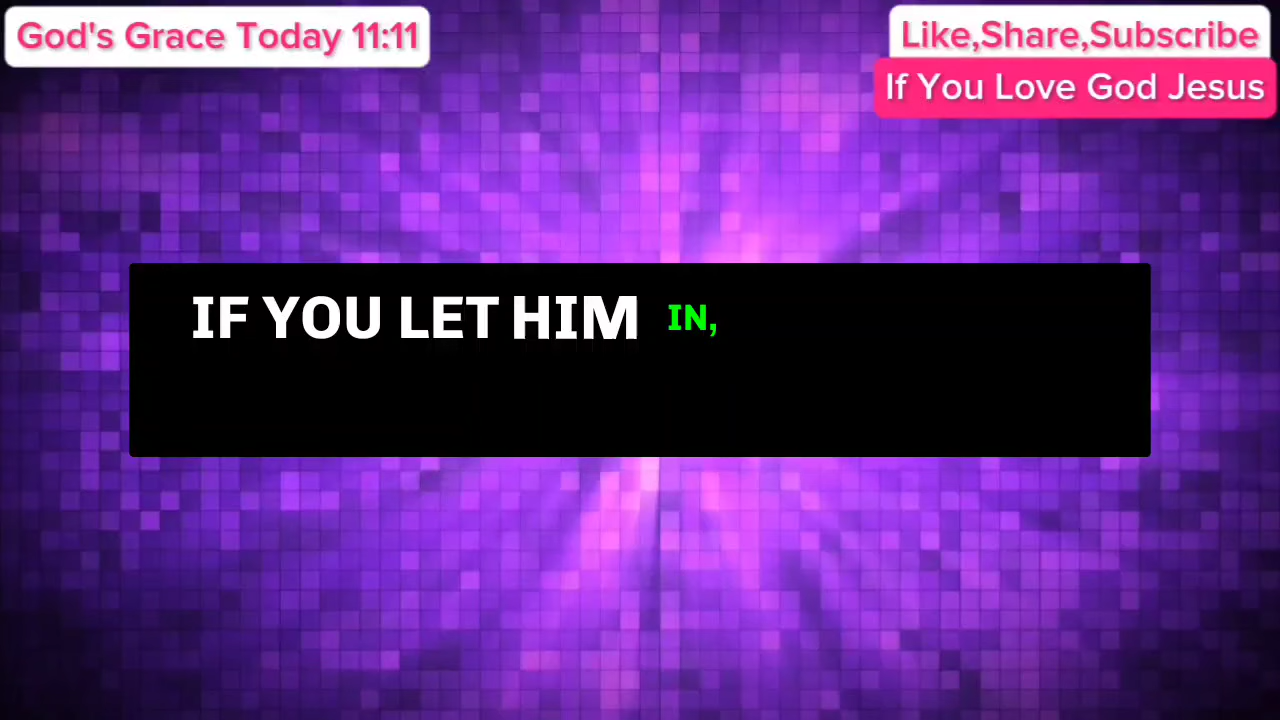 God's Grace Today 11:11
Like,Share,Subscribe
If You Love God Jesus
IF YOU LET HIM IN,